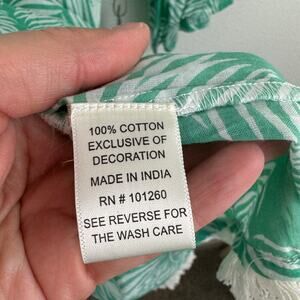 100% COTTON
EXCLUSIVE OF
DECORATION
MADE IN INDIA
RN # 101260
SEE REVERSE FOR
THE WASH CARE